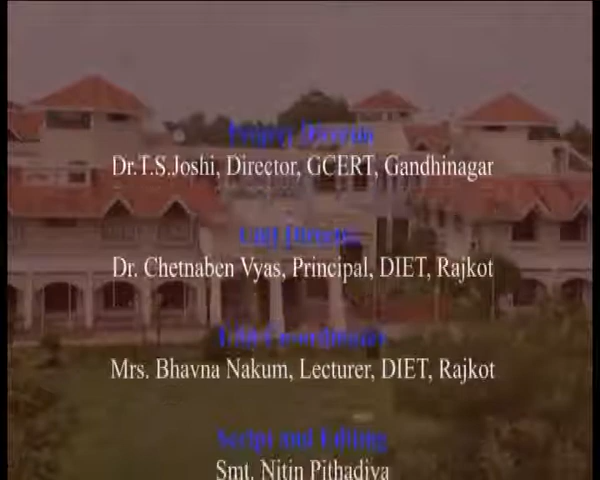 Dr.T.S.Joshi, Director, GCERT, Gandhinagar
Dr. Chetnaben Vyas, Principal, DIET, Rajkot
Mrs. Bhavna Nakum, Lecturer, DIET, Rajkot
Script and Editing
Smt. Nitin Pithadiya